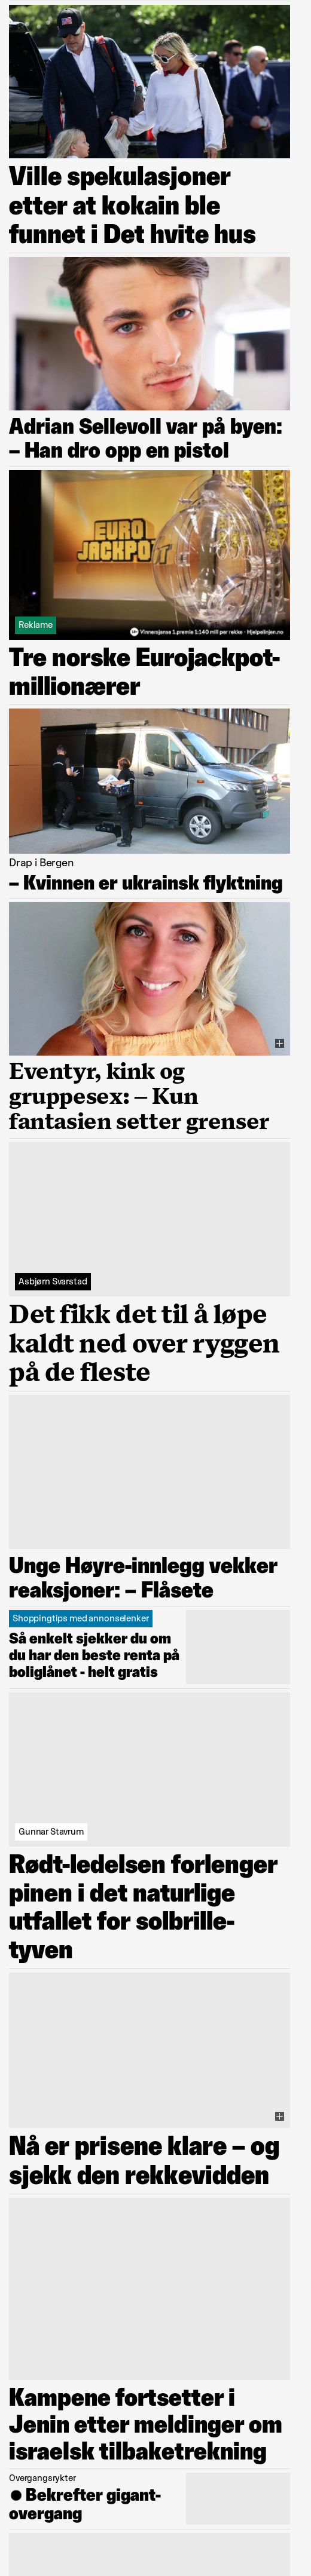 Ville spekulasjoner
etter at kokain ble
funnet i Det hvite hus
Adrian Sellevoll var på byen:
– Han dro opp en pistol
EURO
JACKPOT
Reklame
Vinnersjanse 1.premie 1:140 mill per rekke - Hjelpelinjen.no
Tre norske Eurojackpot-
millionærer
Drap i Bergen
– Kvinnen er ukrainsk flyktning
Eventyr, kink og
gruppesex: – Kun
fantasien setter grenser
Asbjørn Svarstad
Det fikk det til å løpe
kaldt ned over ryggen
på de fleste
Unge Høyre-innlegg vekker
reaksjoner: – Flåsete
Shoppingtips med annonselenker
Så enkelt sjekker du om
du har den beste renta på
boliglånet - helt gratis
Gunnar Stavrum
Rødt-ledelsen forlenger
pinen i det naturlige
utfallet for solbrille-
tyven
Nå er prisene klare – og
sjekk den rekkevidden
Kampene fortsetter i
Jenin etter meldinger om
israelsk tilbaketrekning
Overgangsrykter
● Bekrefter gigant-
overgang